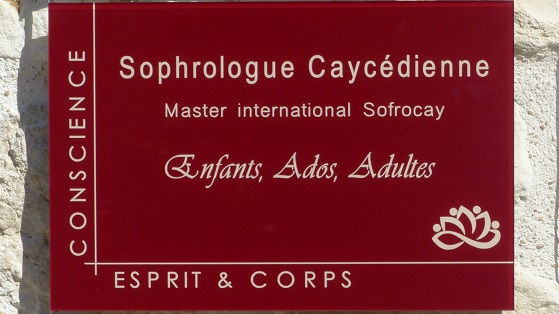 CONSCIENCE
Sophrologue Caycédienne
Master international Sofrocay
Enfants, Ados, Adultes
ESPRIT & CORPS